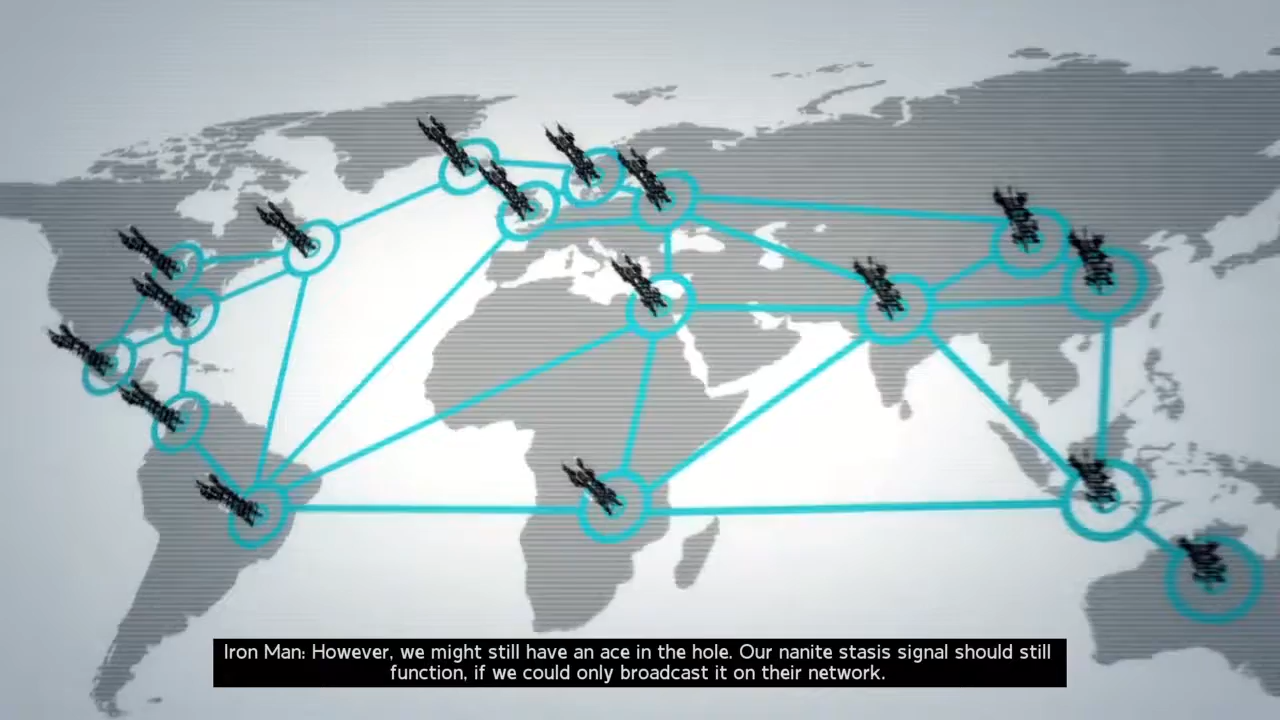 Iron Man: However, we might still have an ace in the hole. Our nanite stasis signal should still
function, if we could only broadcast it on their network.